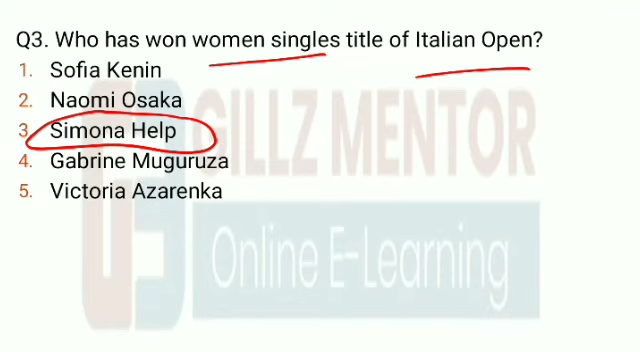 Q3. Who has won women singles title of Italian Open?
1. Sofia Kenin
2. Naomi Osaka
3. Simona Help
4. Gabrine Muguruza
5. Victoria Azarenka
GILLZ MENTOR
Online E-Learning